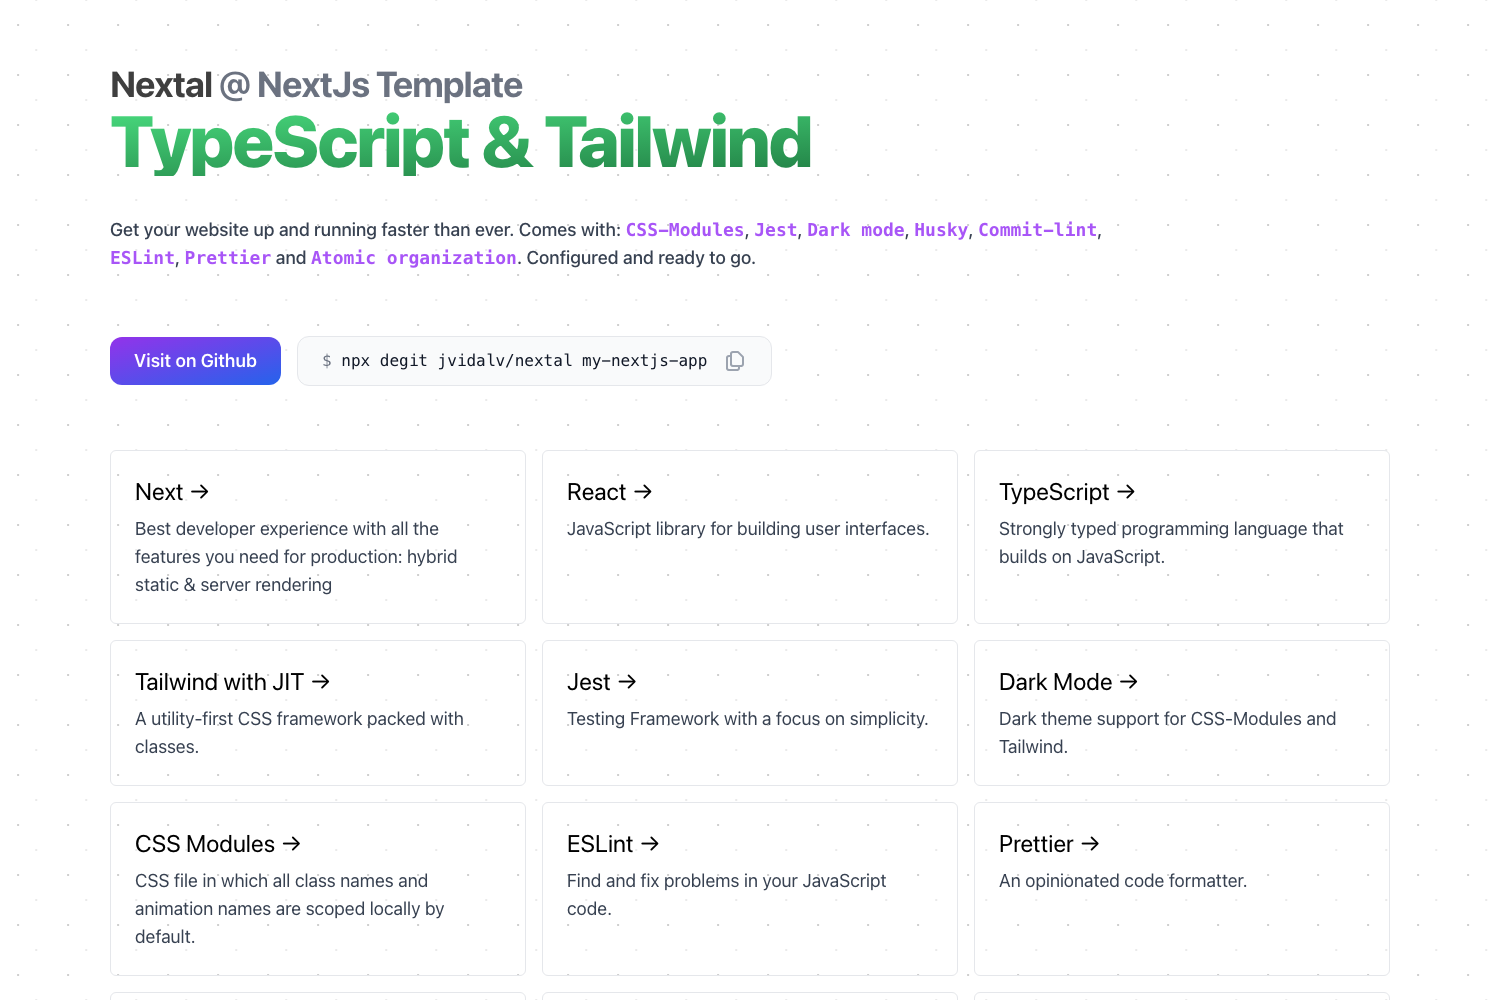 Nextal @ NextJs Template
TypeScript & Tailwind
Get your website up and running faster than ever. Comes with: CSS-Modules, Jest, Dark mode, Husky, Commit-lint,
ESLint, Prettier and Atomic organization. Configured and ready to go.
Visit on Github
$ npx degit jvidalv/nextal my-nextjs-app
Next →
Best developer experience with all the
features you need for production: hybrid
static & server rendering
React →
JavaScript library for building user interfaces.
TypeScript →
Strongly typed programming language that
builds on JavaScript.
Tailwind with JIT →
A utility-first CSS framework packed with
classes.
Jest →
Testing Framework with a focus on simplicity.
Dark Mode →
Dark theme support for CSS-Modules and
Tailwind.
CSS Modules →
CSS file in which all class names and
animation names are scoped locally by
default.
ESLint →
Find and fix problems in your JavaScript
code.
Prettier →
An opinionated code formatter.